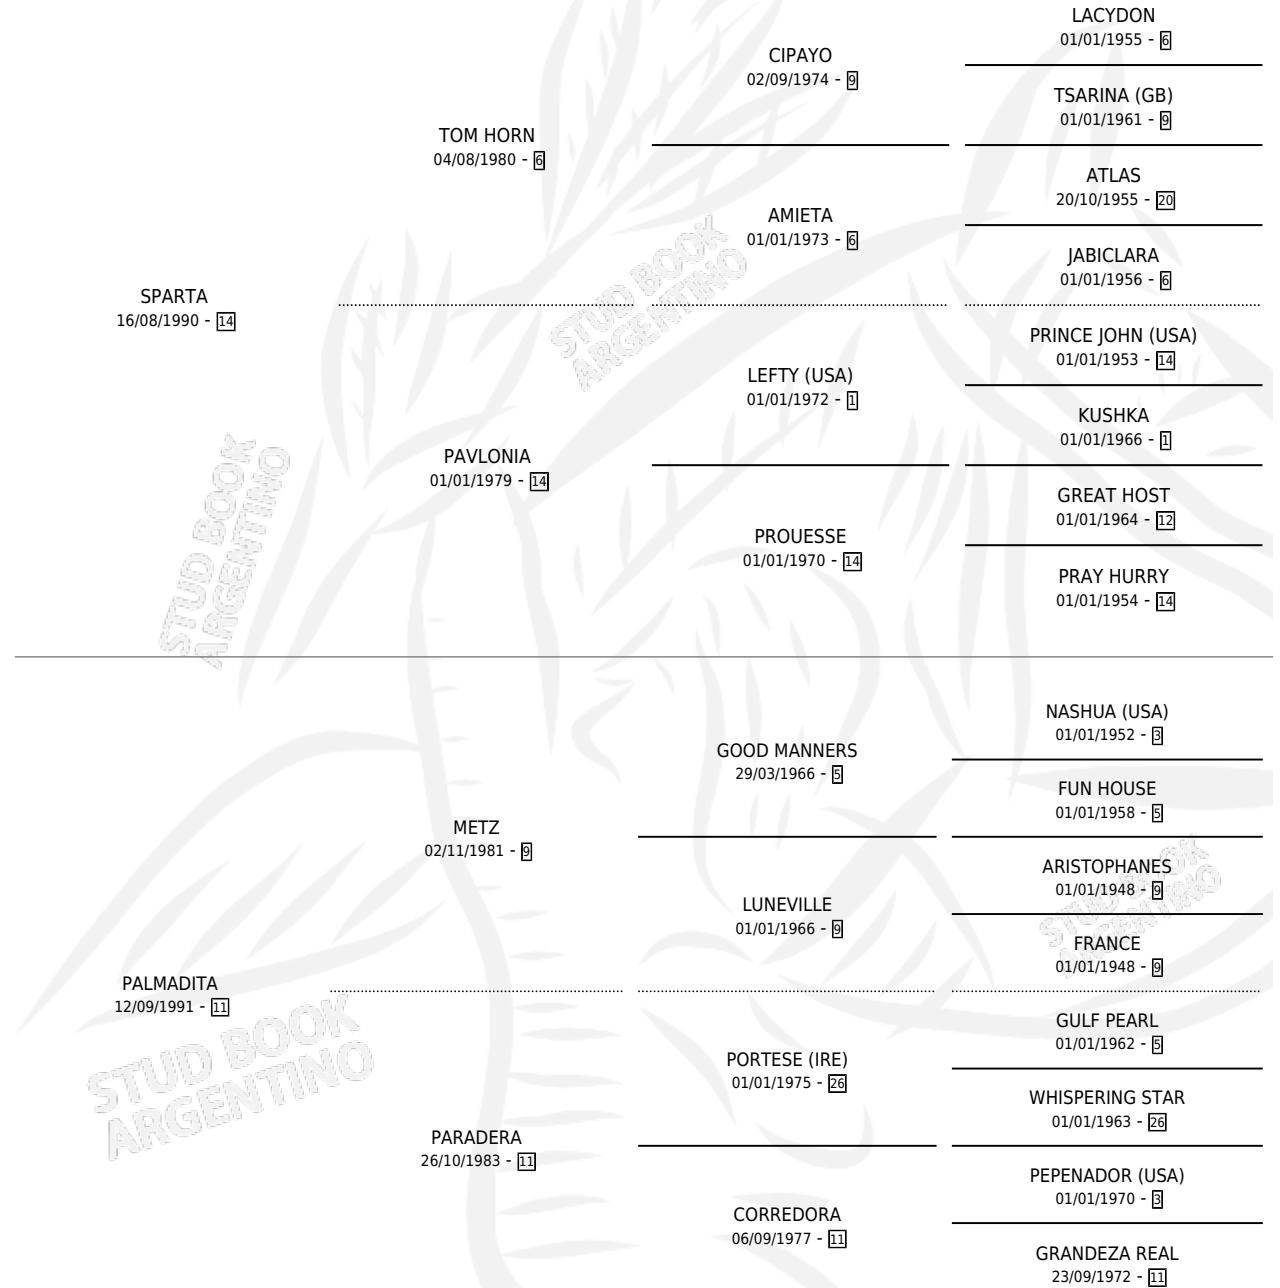 LACYDON
01/01/1955 - 6
CIPAYO
02/09/1974 - 9
TSARINA (GB)
01/01/1961 - 9
TOM HORN
04/08/1980 - 6
ATLAS
20/10/1955 - 20
AMIETA
01/01/1973 - 6
JABICLARA
01/01/1956 - 6
SPARTA
16/08/1990 - 14
PRINCE JOHN (USA)
01/01/1953 - 14
LEFTY (USA)
01/01/1972 - 1
KUSHKA
01/01/1966 - 1
PAVLONIA
01/01/1979 - 14
GREAT HOST
01/01/1964 - 12
PROUESSE
01/01/1970 - 14
PRAY HURRY
01/01/1954 - 14
STUD BOOK
ARGENTINO
STUD BOOK
ARGENTINO
NASHUA (USA)
01/01/1952 - 3
GOOD MANNERS
29/03/1966 - 5
FUN HOUSE
01/01/1958 - 5
METZ
02/11/1981 - 9
ARISTOPHANES
01/01/1948 - 9
LUNEVILLE
01/01/1966 - 9
FRANCE
01/01/1948 - 9
PALMADITA
12/09/1991 - 11
GULF PEARL
01/01/1962 - 5
PORTESE (IRE)
01/01/1975 - 26
WHISPERING STAR
01/01/1963 - 26
PARADERA
26/10/1983 - 11
PEPENADOR (USA)
01/01/1970 - 3
CORREDORA
06/09/1977 - 11
GRANDEZA REAL
23/09/1972 - 11
STUD BOOK
ARGENTINO
STUD BOOK
ARGENTINO